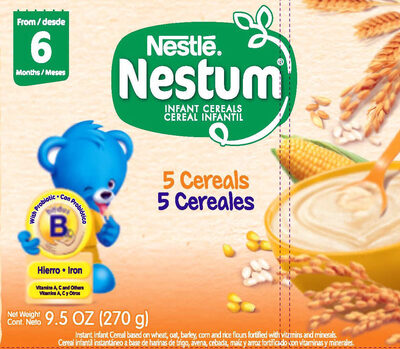 From / desde
6
Months / Meses
Nestlé.
Nestum®
INFANT CEREALS
CEREAL INFANTIL
5 Cereals
5 Cereales
With Probiotic • Con Probiótico
B
Hierro + Iron
Vitamins A, C and Others
Vitamina A, C y Otros
Net Weight
Cont. Neto
9.5 OZ (270 g)
Instant Infant Cereal based on wheat, oat, barley, corn and rice flours fortified with vitamins and minerals.
Cereal infantil instantáneo a base de harinas de trigo, avena, cebada, maíz y arroz fortificado con vitaminas y minerales.